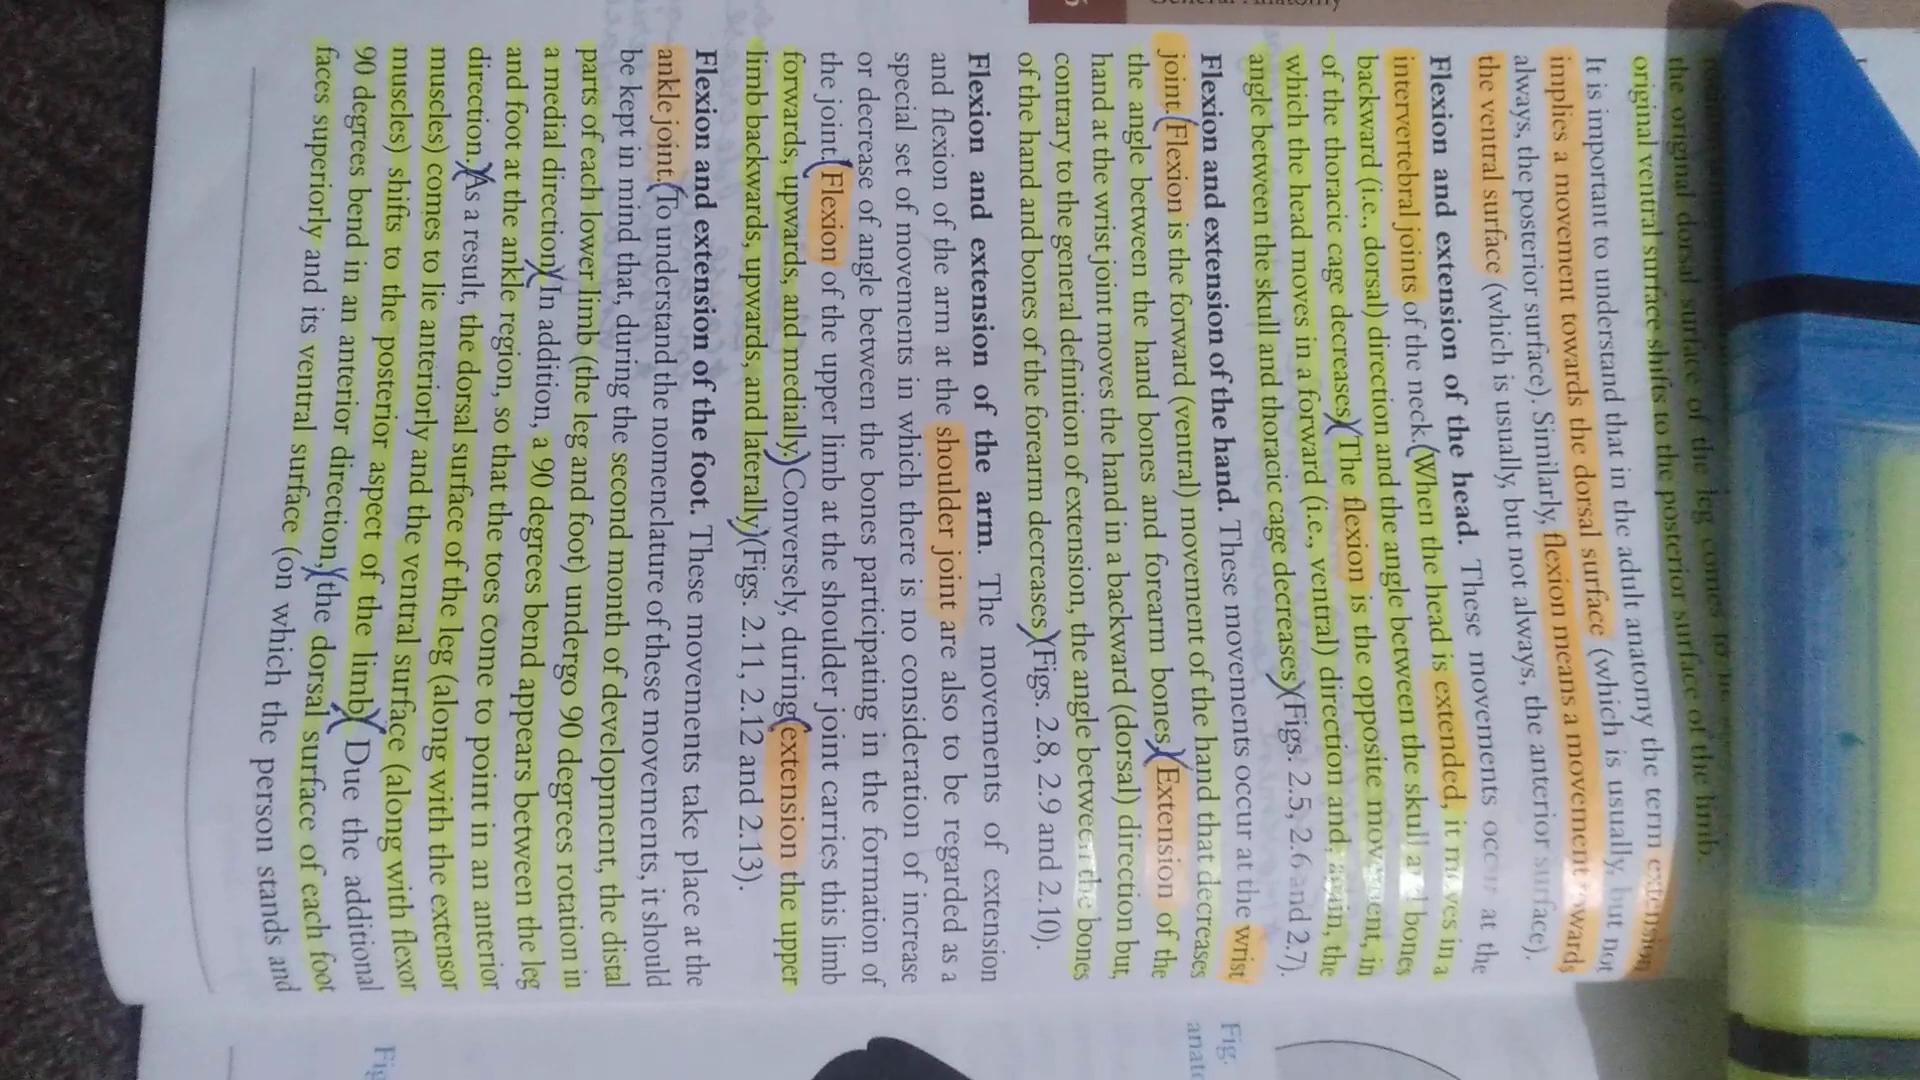 General Anatomy
the original dorsal surface of the leg comes to
original ventral surface shifts to the posterior surface of the limb.
It is important to understand that in the adult anatomy the term extension
implies a movement towards the dorsal surface (which is usually, but not
always, the posterior surface). Similarly, flexion means a movement towards
the ventral surface (which is usually, but not always, the anterior surface).
Flexion and extension of the head. These movements occur at the
intervertebral joints of the neck. (When the head is extended, it moves in a
backward (i.e., dorsal) direction and the angle between the skull and bones
of the thoracic cage decreases) (The flexion is the opposite movement, in
which the head moves in a forward (i.e., ventral) direction and, again, the
angle between the skull and thoracic cage decreases) (Figs. 2.5, 2.6 and 2.7).
Flexion and extension of the hand. These movements occur at the wrist
joint. (Flexion is the forward (ventral) movement of the hand that decreases
the angle between the hand bones and forearm bones) (Extension of the
hand at the wrist joint moves the hand in a backward (dorsal) direction but,
contrary to the general definition of extension, the angle between the bones
of the hand and bones of the forearm decreases) (Figs. 2.8, 2.9 and 2.10).
Flexion and extension of the arm. The movements of extension
and flexion of the arm at the shoulder joint are also to be regarded as a
special set of movements in which there is no consideration of increase
or decrease of angle between the bones participating in the formation of
the joint. (Flexion of the upper limb at the shoulder joint carries this limb
forwards, upwards, and medially.) Conversely, during (extension the upper
limb backwards, upwards, and laterally) (Figs. 2.11, 2.12 and 2.13).
Flexion and extension of the foot. These movements take place at the
ankle joint. (To understand the nomenclature of these movements, it should
be kept in mind that, during the second month of development, the distal
parts of each lower limb (the leg and foot) undergo 90 degrees rotation in
a medial direction) (In addition, a 90 degrees bend appears between the leg
and foot at the ankle region, so that the toes come to point in an anterior
direction.) (As a result, the dorsal surface of the leg (along with the extensor
muscles) comes to lie anteriorly and the ventral surface (along with flexor
muscles) shifts to the posterior aspect of the limb) (Due the additional
90 degrees bend in an anterior direction,) (the dorsal surface of each foot
faces superiorly and its ventral surface (on which the person stands and
Fig.
anato
Fig